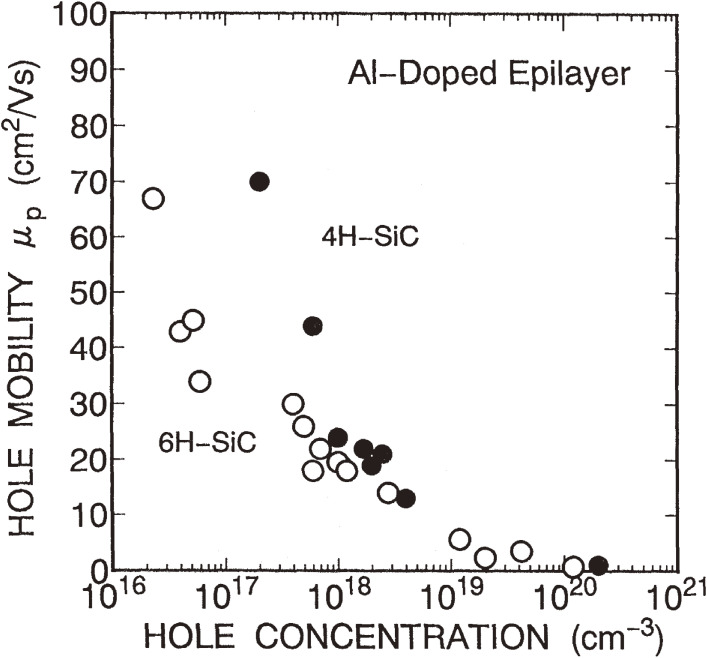 100
90
80
70
60
50
40
30
20
10
0
HOLE MOBILITY μp (cm²/Vs)
Al–Doped Epilayer
4H–SiC
6H–SiC
10¹⁶ 10¹⁷ 10¹⁸ 10¹⁹ 10²⁰ 10²¹
HOLE CONCENTRATION (cm⁻³)